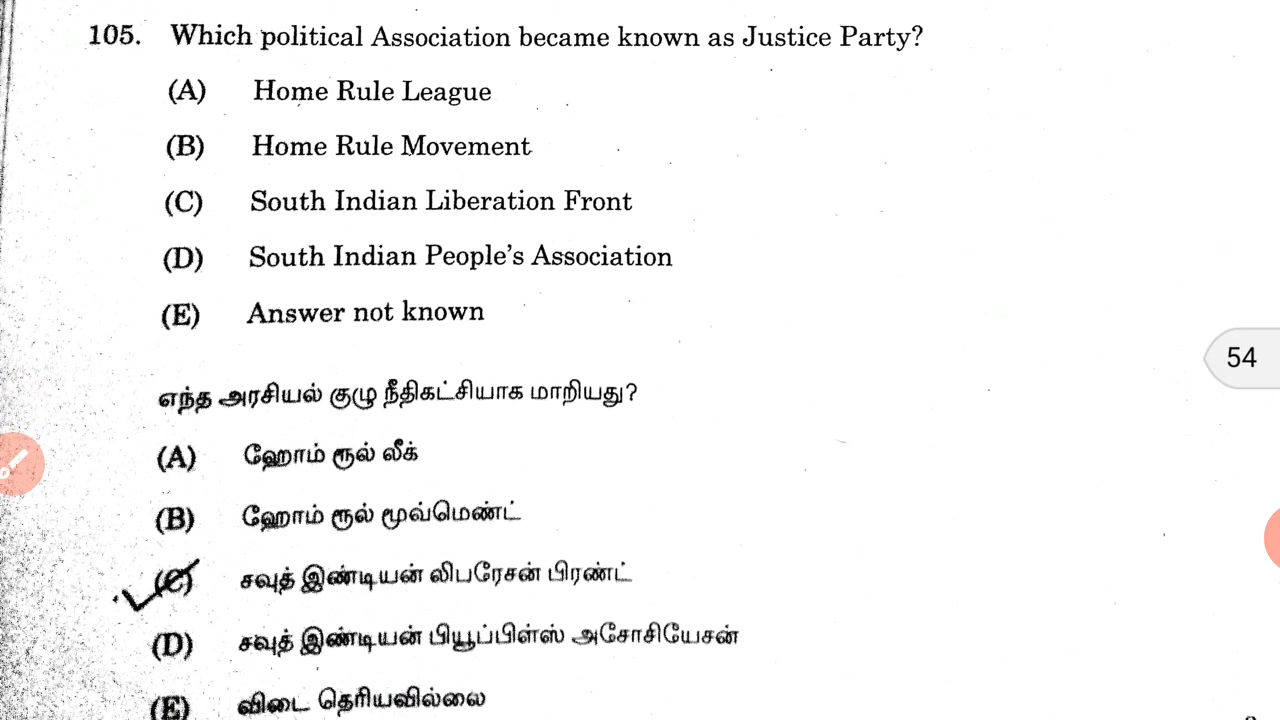 105. Which political Association became known as Justice Party?
(A) Home Rule League
(B) Home Rule Movement
(C) South Indian Liberation Front
(D) South Indian People's Association
(E) Answer not known
எந்த அரசியல் குழு நீதிகட்சியாக மாறியது?
(A) ஹோம் ரூல் லீக்
(B) ஹோம் ரூல் மூவ்மெண்ட்
(C) சவுத் இண்டியன் லிபரேசன் பிரண்ட்
(D) சவுத் இண்டியன் பியூப்பிள்ஸ் அசோசியேசன்
(E) விடை தெரியவில்லை
54